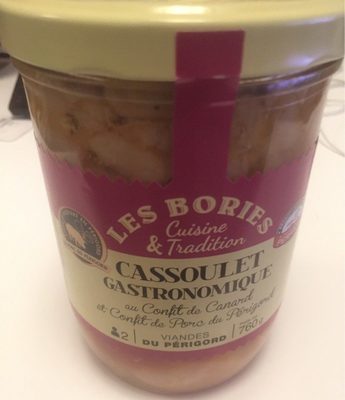 LES BORIES
Cuisine
& Tradition
CASSOULET
GASTRONOMIQUE
au Confit de Canard
et Confit de Porc du Périgord
2
VIANDES
DU PÉRIGORD
760g